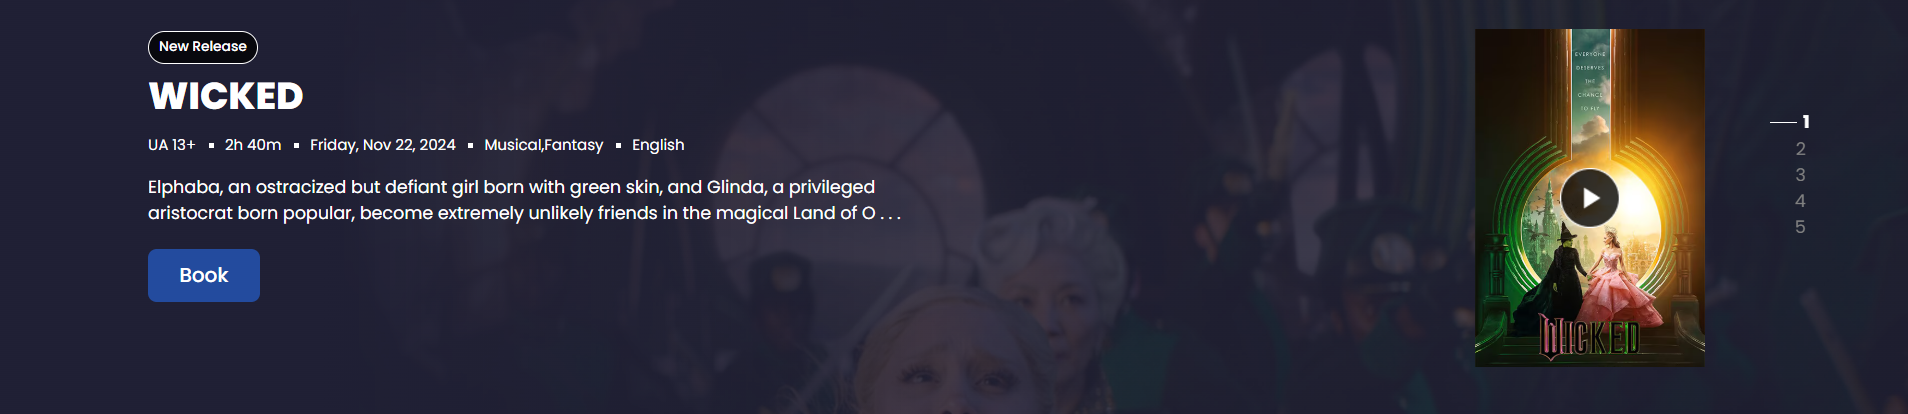 New Release
WICKED
UA 13+ ▪ 2h 40m ▪ Friday, Nov 22, 2024 ▪ Musical,Fantasy ▪ English
Elphaba, an ostracized but defiant girl born with green skin, and Glinda, a privileged
aristocrat born popular, become extremely unlikely friends in the magical Land of O . . .
Book
EVERYONE
DESERVES
THE
CHANCE
TO FLY
WICKED
1
2
3
4
5